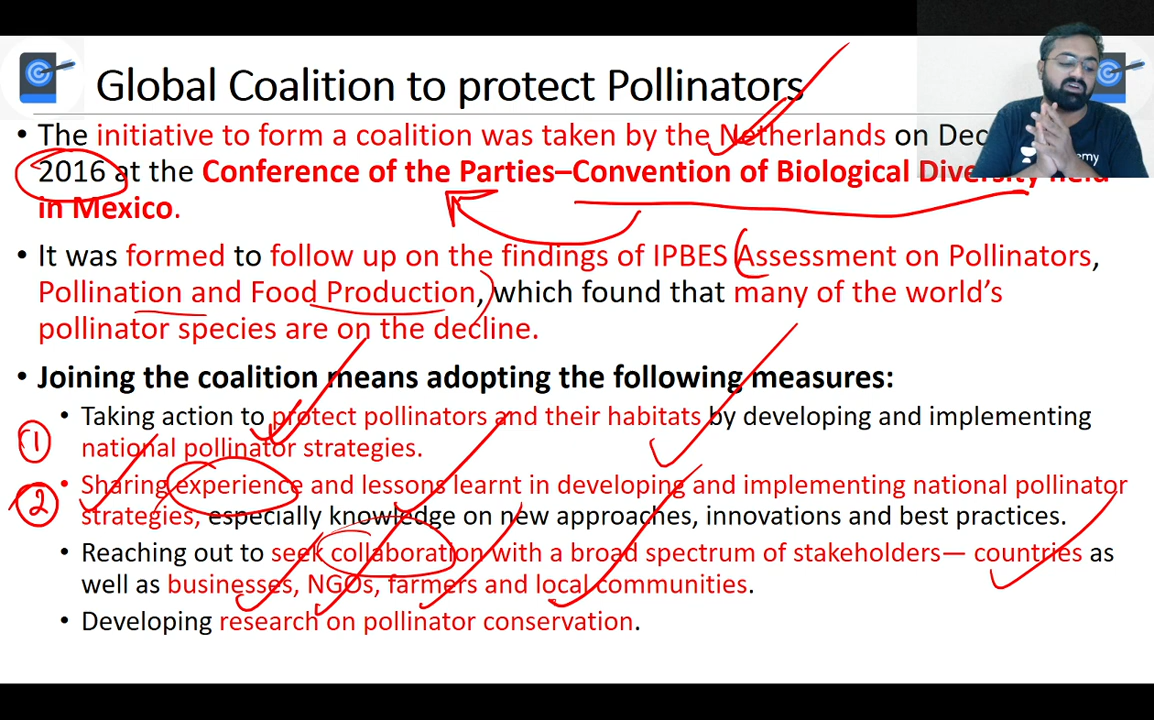 Global Coalition to protect Pollinators
• The initiative to form a coalition was taken by the Netherlands on Dec
2016 at the Conference of the Parties–Convention of Biological Diversity held
in Mexico.
• It was formed to follow up on the findings of IPBES Assessment on Pollinators,
Pollination and Food Production, which found that many of the world's
pollinator species are on the decline.
• Joining the coalition means adopting the following measures:
① • Taking action to protect pollinators and their habitats by developing and implementing
national pollinator strategies.
② • Sharing experience and lessons learnt in developing and implementing national pollinator
strategies, especially knowledge on new approaches, innovations and best practices.
• Reaching out to seek collaboration with a broad spectrum of stakeholders— countries as
well as businesses, NGOs, farmers and local communities.
• Developing research on pollinator conservation.